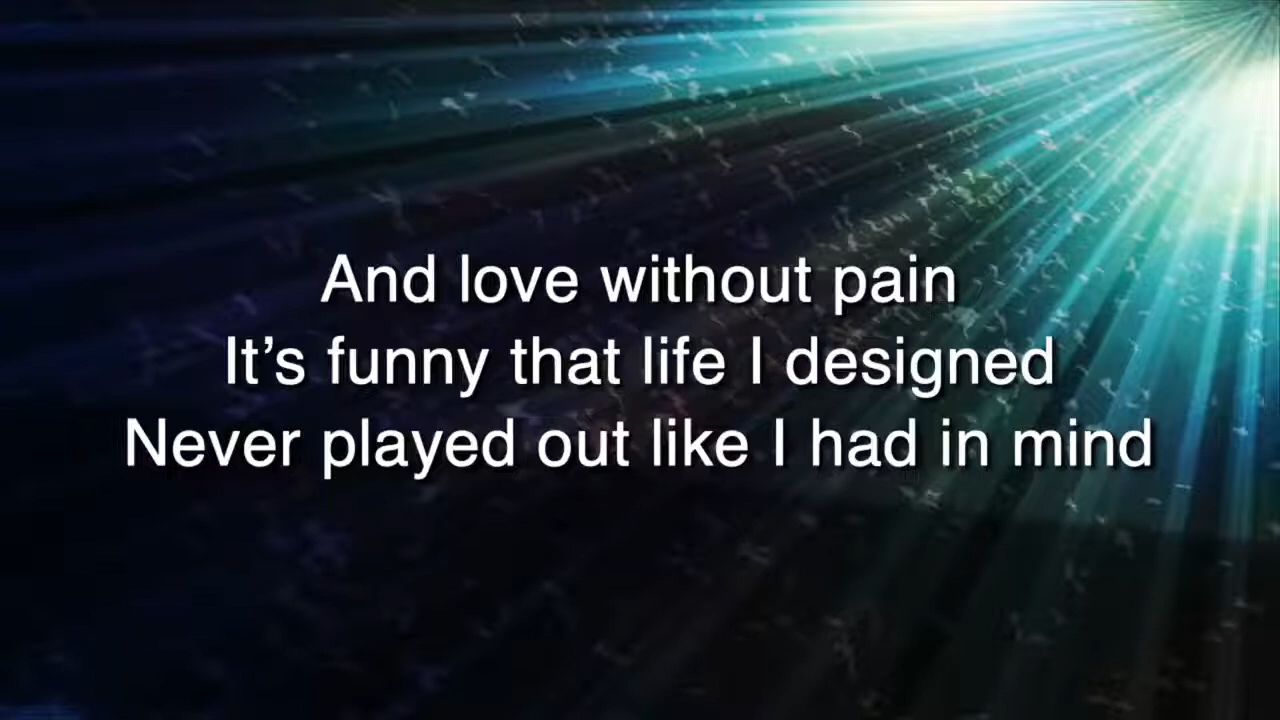 And love without pain
It’s funny that life I designed
Never played out like I had in mind